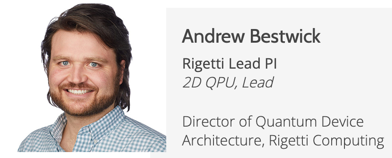 Andrew Bestwick
Rigetti Lead PI
2D QPU, Lead
Director of Quantum Device
Architecture, Rigetti Computing